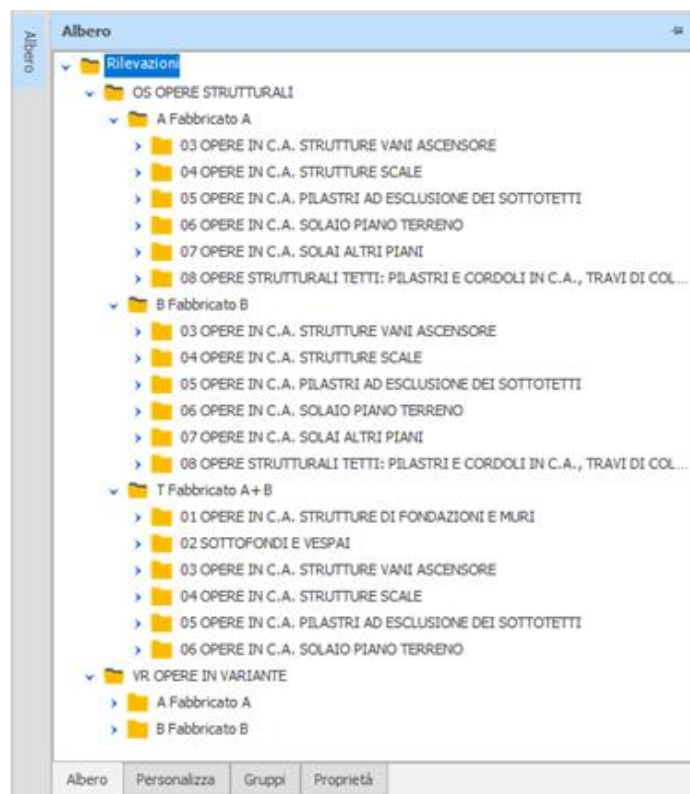 Albero
Albero
Rilevazioni
OS OPERE STRUTTURALI
A Fabbricato A
03 OPERE IN C.A. STRUTTURE VANI ASCENSORE
04 OPERE IN C.A. STRUTTURE SCALE
05 OPERE IN C.A. PILASTRI AD ESCLUSIONE DEI SOTTOTETTI
06 OPERE IN C.A. SOLAIO PIANO TERRENO
07 OPERE IN C.A. SOLAI ALTRI PIANI
08 OPERE STRUTTURALI TETTI: PILASTRI E CORDOLI IN C.A., TRAVI DI COL...
B Fabbricato B
03 OPERE IN C.A. STRUTTURE VANI ASCENSORE
04 OPERE IN C.A. STRUTTURE SCALE
05 OPERE IN C.A. PILASTRI AD ESCLUSIONE DEI SOTTOTETTI
06 OPERE IN C.A. SOLAIO PIANO TERRENO
07 OPERE IN C.A. SOLAI ALTRI PIANI
08 OPERE STRUTTURALI TETTI: PILASTRI E CORDOLI IN C.A., TRAVI DI COL...
T Fabbricato A+B
01 OPERE IN C.A. STRUTTURE DI FONDAZIONI E MURI
02 SOTTOFONDI E VESPAI
03 OPERE IN C.A. STRUTTURE VANI ASCENSORE
04 OPERE IN C.A. STRUTTURE SCALE
05 OPERE IN C.A. PILASTRI AD ESCLUSIONE DEI SOTTOTETTI
06 OPERE IN C.A. SOLAIO PIANO TERRENO
VR OPERE IN VARIANTE
A Fabbricato A
B Fabbricato B
Albero Personalizza Gruppi Proprietà